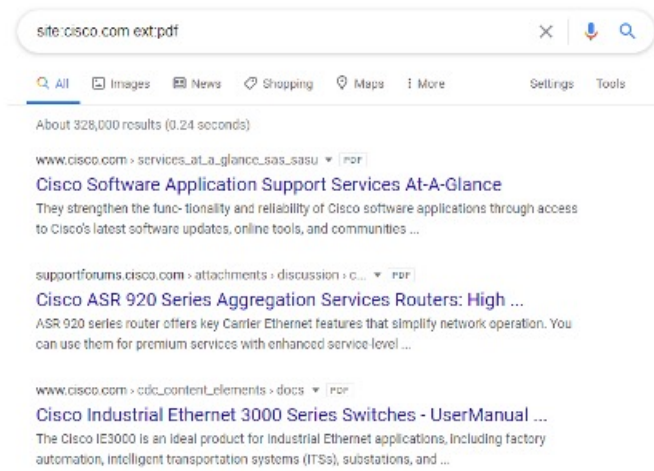 site:cisco.com ext:pdf
All Images News Shopping Maps More Settings Tools
About 328,000 results (0.24 seconds)
www.cisco.com › services_at_a_glance_sas_sasu PDF
Cisco Software Application Support Services At-A-Glance
They strengthen the func- tionality and reliability of Cisco software applications through access
to Cisco's latest software updates, online tools, and communities ...
supportforums.cisco.com › attachments › discussion › c... PDF
Cisco ASR 920 Series Aggregation Services Routers: High ...
ASR 920 series router offers key Carrier Ethernet features that simplify network operation. You
can use them for premium services with enhanced service-level ...
www.cisco.com › cdc_content_elements › docs PDF
Cisco Industrial Ethernet 3000 Series Switches - UserManual ...
The Cisco IE3000 is an ideal product for Industrial Ethernet applications, including factory
automation, intelligent transportation systems (ITSs), substations, and ...